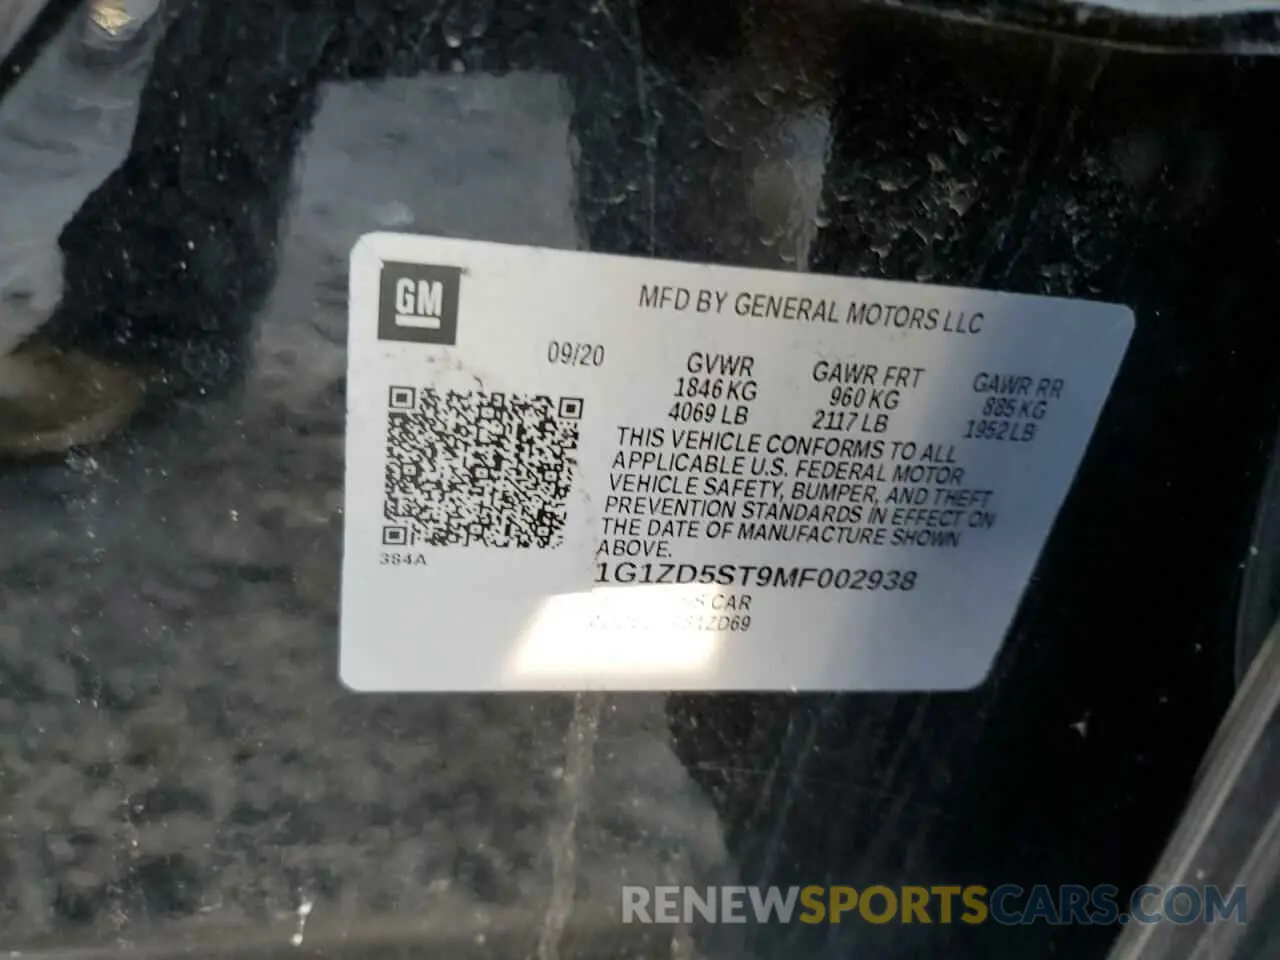 GM
MFD BY GENERAL MOTORS LLC
09/20
GVWR GAWR FRT GAWR RR
1846 KG 960 KG 885 KG
4069 LB 2117 LB 1952 LB
THIS VEHICLE CONFORMS TO ALL
APPLICABLE U.S. FEDERAL MOTOR
VEHICLE SAFETY, BUMPER, AND THEFT
PREVENTION STANDARDS IN EFFECT ON
THE DATE OF MANUFACTURE SHOWN
ABOVE.
384A
1G1ZD5ST9MF002938
CAR
RENEWSPORTSCARS.COM